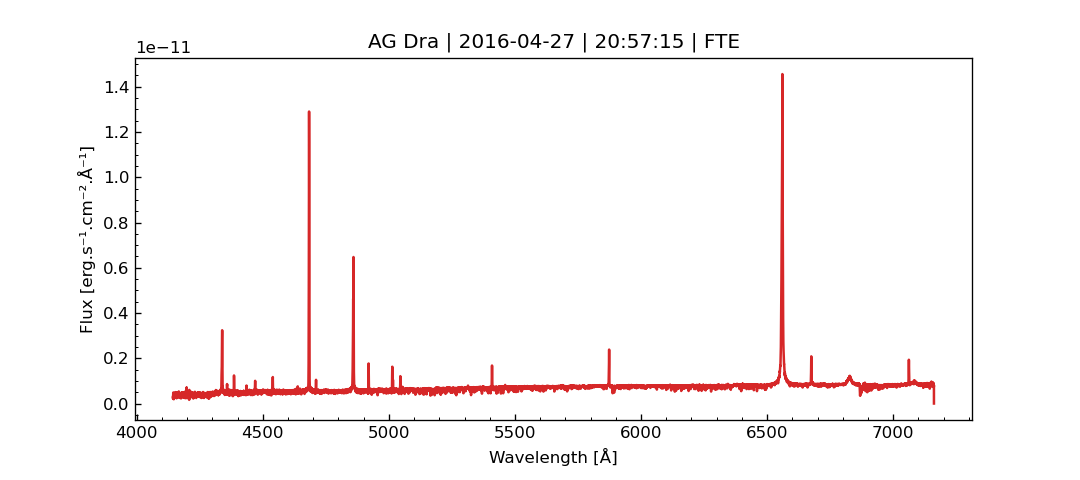 AG Dra | 2016-04-27 | 20:57:15 | FTE
1e−11
1.4
1.2
1.0
0.8
0.6
0.4
0.2
0.0
Flux [erg.s⁻¹.cm⁻².Å⁻¹]
4000 4500 5000 5500 6000 6500 7000
Wavelength [Å]